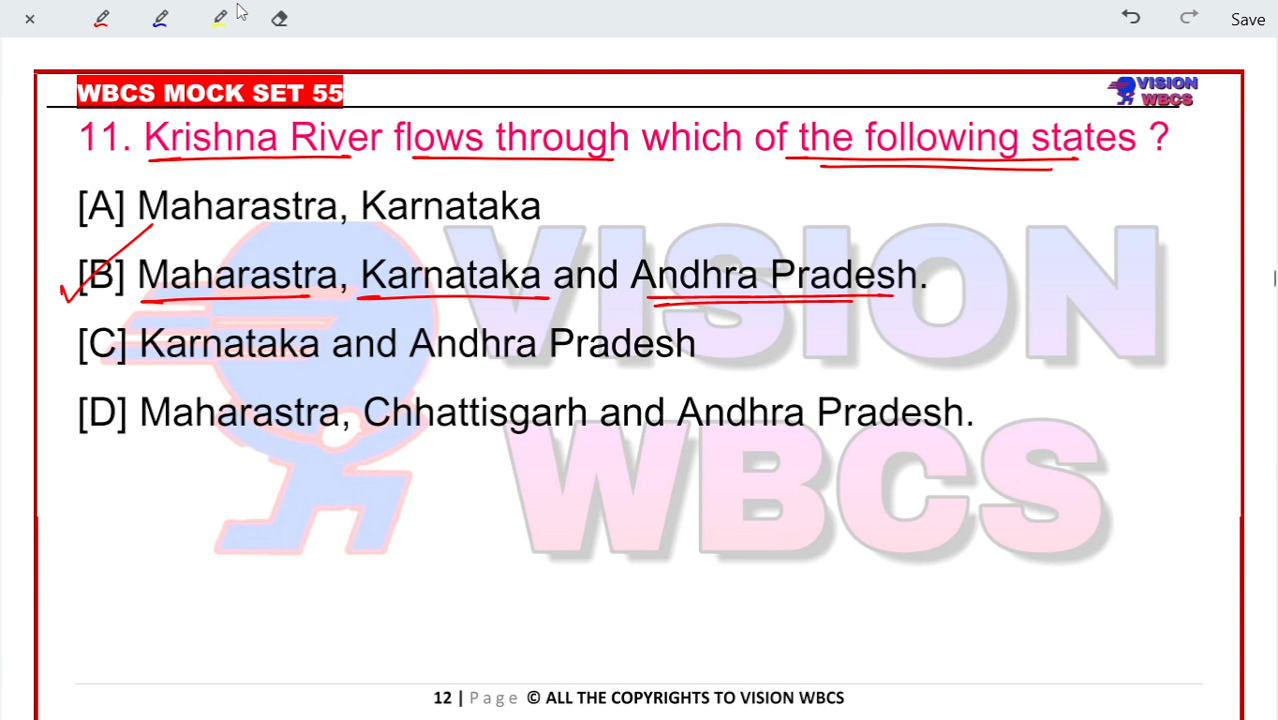 Save
WBCS MOCK SET 55
VISION
WBCS
11. Krishna River flows through which of the following states ?
[A] Maharastra, Karnataka
[B] Maharastra, Karnataka and Andhra Pradesh.
[C] Karnataka and Andhra Pradesh
[D] Maharastra, Chhattisgarh and Andhra Pradesh.
VISION
WBCS
12 | Page © ALL THE COPYRIGHTS TO VISION WBCS